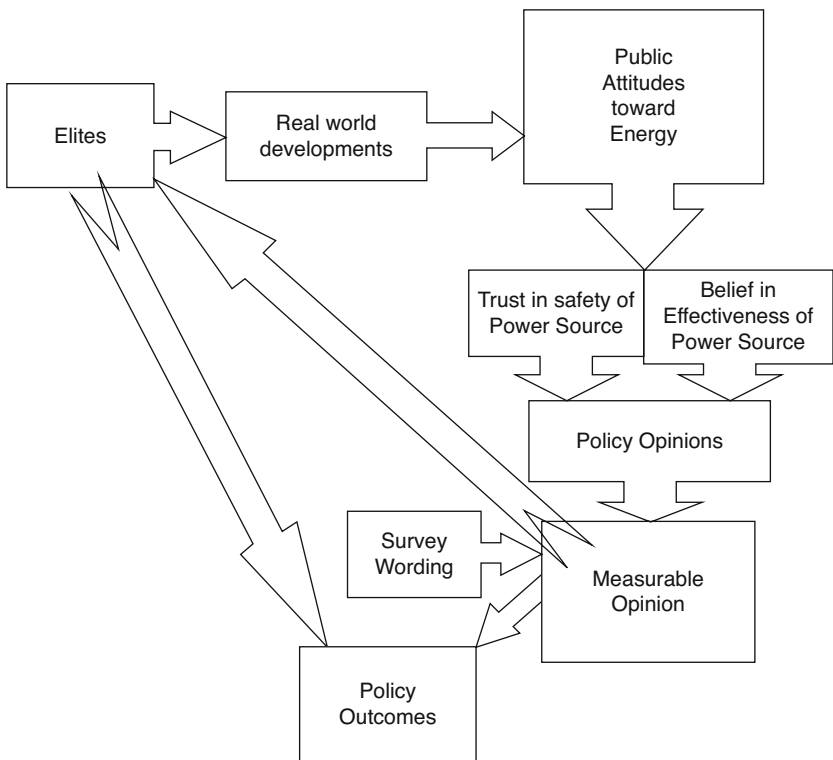 Elites
Real world
developments
Public
Attitudes
toward
Energy
Trust in safety of
Power Source
Belief in
Effectiveness of
Power Source
Policy Opinions
Survey
Wording
Measurable
Opinion
Policy
Outcomes